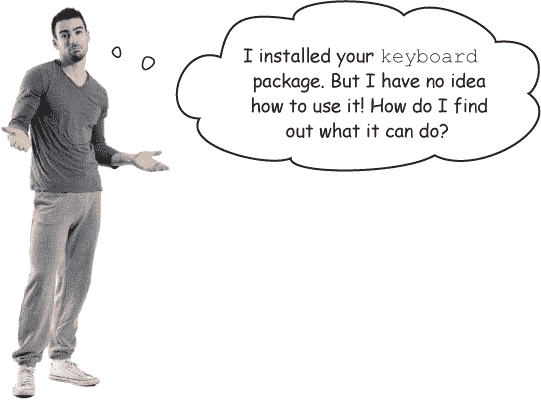 I installed your keyboard
package. But I have no idea
how to use it! How do I find
out what it can do?